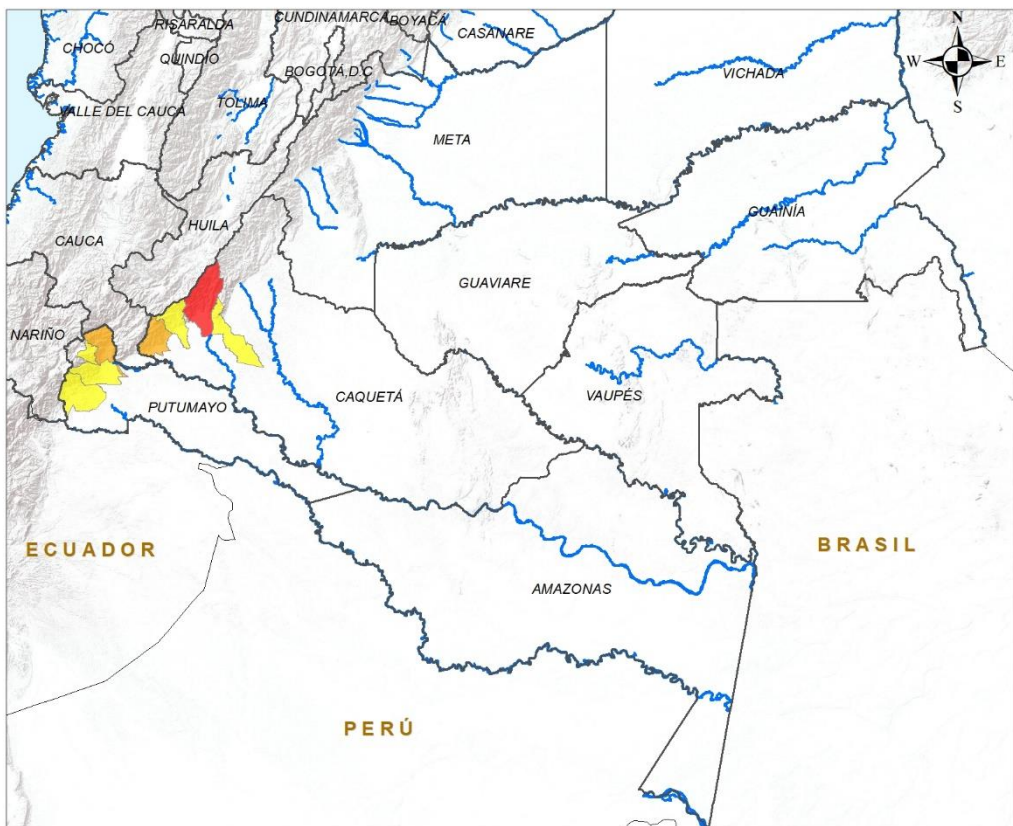 CUNDINAMARCA
BOYACÁ
RISARALDA
CASANARE
N
CHOCÓ
QUINDIO
W
E
BOGOTÁ,D.C
VICHADA
S
TOLIMA
VALLE DEL CAUCA
META
GUAINÍA
HUILA
CAUCA
GUAVIARE
NARIÑO
CAQUETÁ
VAUPÉS
PUTUMAYO
ECUADOR
BRASIL
AMAZONAS
PERÚ